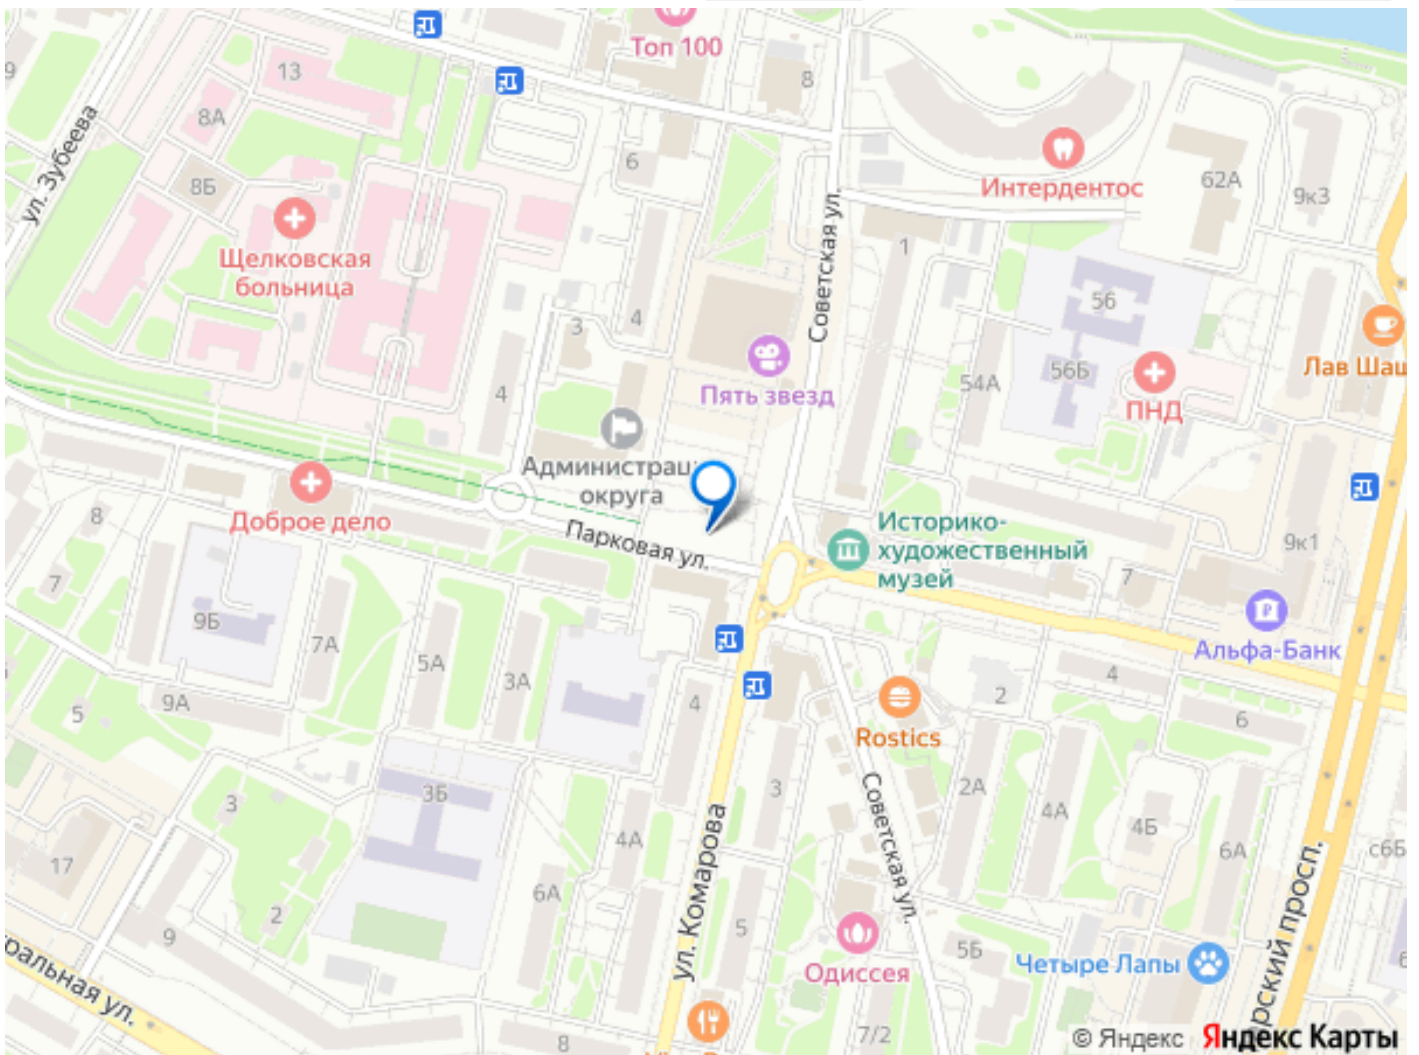 Топ 100
13
8
9
8А
ул. Зубеева
6
Интердентос
62А
9к3
8Б
Советская ул.
Щелковская
больница
1
56
3
4
Лав Шаш
Пять звезд
4
54А
56Б
ПНД
Администрац
округа
Доброе дело
8
Парковая ул.
Историко-
художественный
музей
9к1
7
7
9Б
7А
5А
3А
Альфа-Банк
4
9А
4
2
5
6
Rostics
3Б
3
3
2А
4А
4Б
6А
с6Б
4А
17
Советская ул.
ул. Комарова
6А
2
9
5
5Б
Одиссея
Четыре Лапы
6
ральная ул.
рский просп.
8
7/2
© Яндекс Яндекс Карты